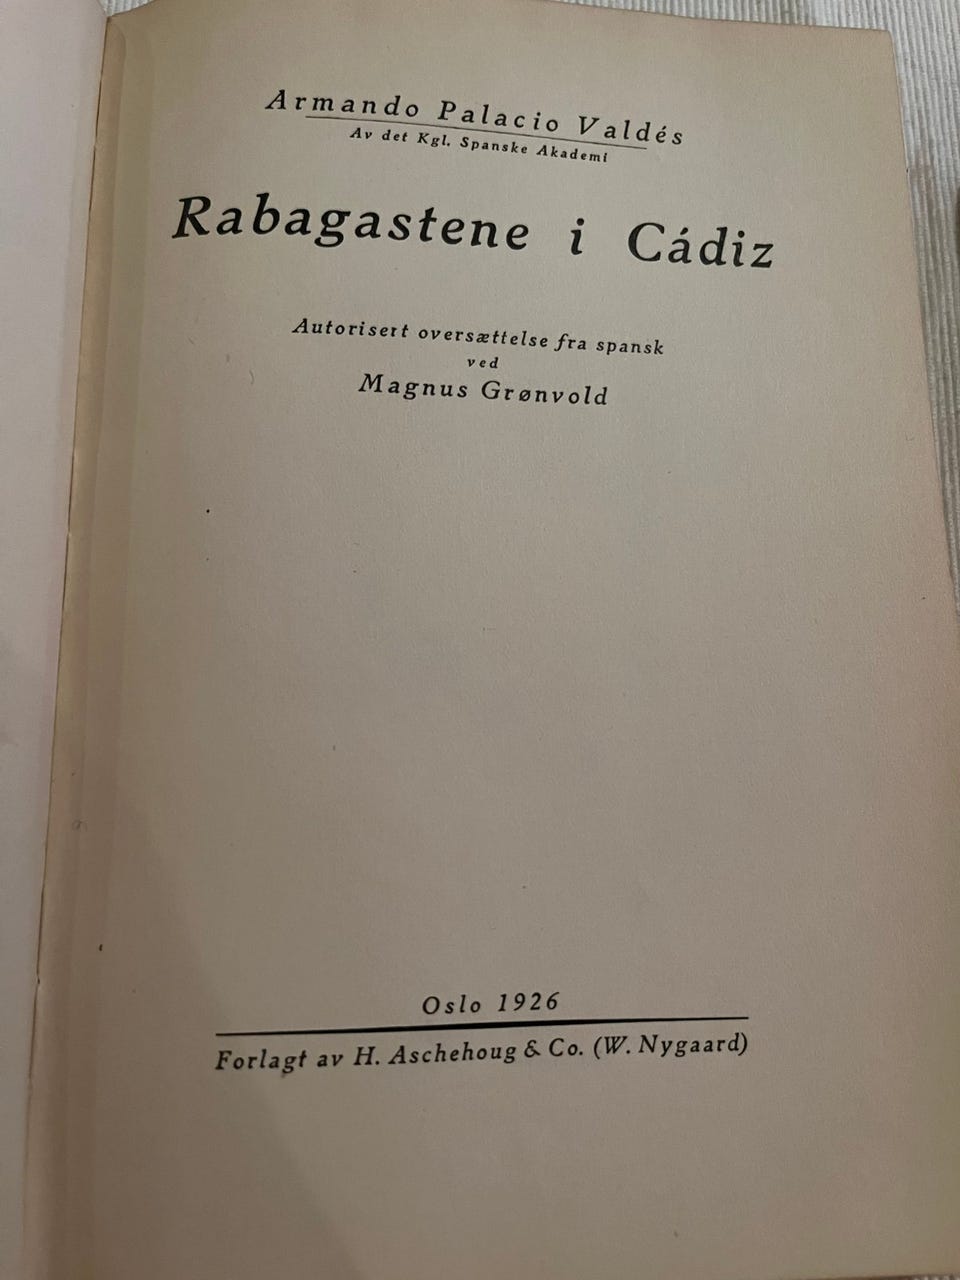 Armando Palacio Valdés
Av det Kgl. Spanske Akademi
Rabagastene i Cádiz
Autorisert oversættelse fra spansk
ved
Magnus Grønvold
Oslo 1926
Forlagt av H. Aschehoug & Co. (W. Nygaard)